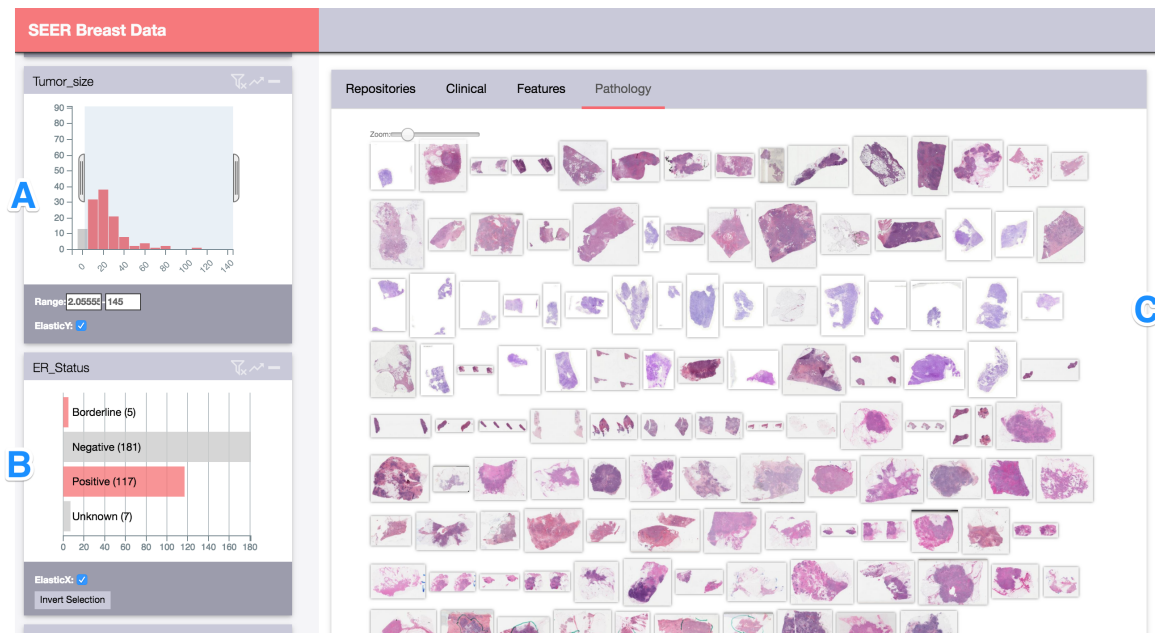 SEER Breast Data
Tumor_size
90
80
70
60
50
40
30
20
10
0
0 20 40 60 80 100 120 140
Range: 2.05555 145
ElasticY:
A
ER_Status
Borderline (5)
Negative (181)
Positive (117)
Unknown (7)
0 20 40 60 80 100 120 140 160 180
ElasticX:
Invert Selection
B
Repositories Clinical Features Pathology
Zoom:
C